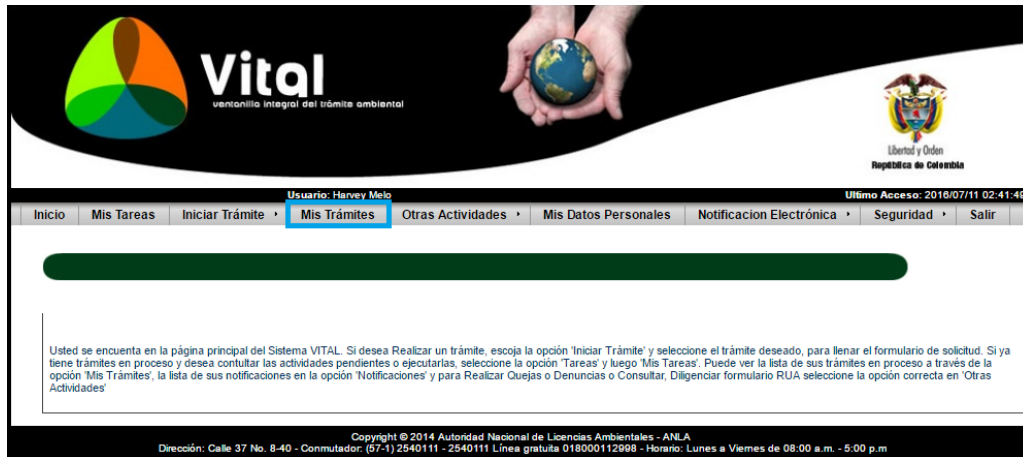 Vital
ventanilla integral del trámite ambiental
Libertad y Orden
República de Colombia
Usuario: Harvey Melo
Ultimo Acceso: 2016/07/11 02:41:49
Inicio Mis Tareas Iniciar Trámite Mis Trámites Otras Actividades Mis Datos Personales Notificacion Electrónica Seguridad Salir
Usted se encuenta en la página principal del Sistema VITAL. Si desea Realizar un trámite, escoja la opción 'Iniciar Trámite' y seleccione el trámite deseado, para llenar el formulario de solicitud. Si ya
tiene trámites en proceso y desea contultar las actividades pendientes o ejecutarlas, seleccione la opción 'Tareas' y luego 'Mis Tareas'. Puede ver la lista de sus trámites en proceso a través de la
opción 'Mis Trámites', la lista de sus notificaciones en la opción 'Notificaciones' y para Realizar Quejas o Denuncias o Consultar, Diligenciar formulario RUA seleccione la opción correcta en 'Otras
Actividades'
Copyright © 2014 Autoridad Nacional de Licencias Ambientales - ANLA
Dirección: Calle 37 No. 8-40 - Conmutador: (57-1) 2540111 - 2540111 Línea gratuita 018000112998 - Horario: Lunes a Viernes de 08:00 a.m. - 5:00 p.m